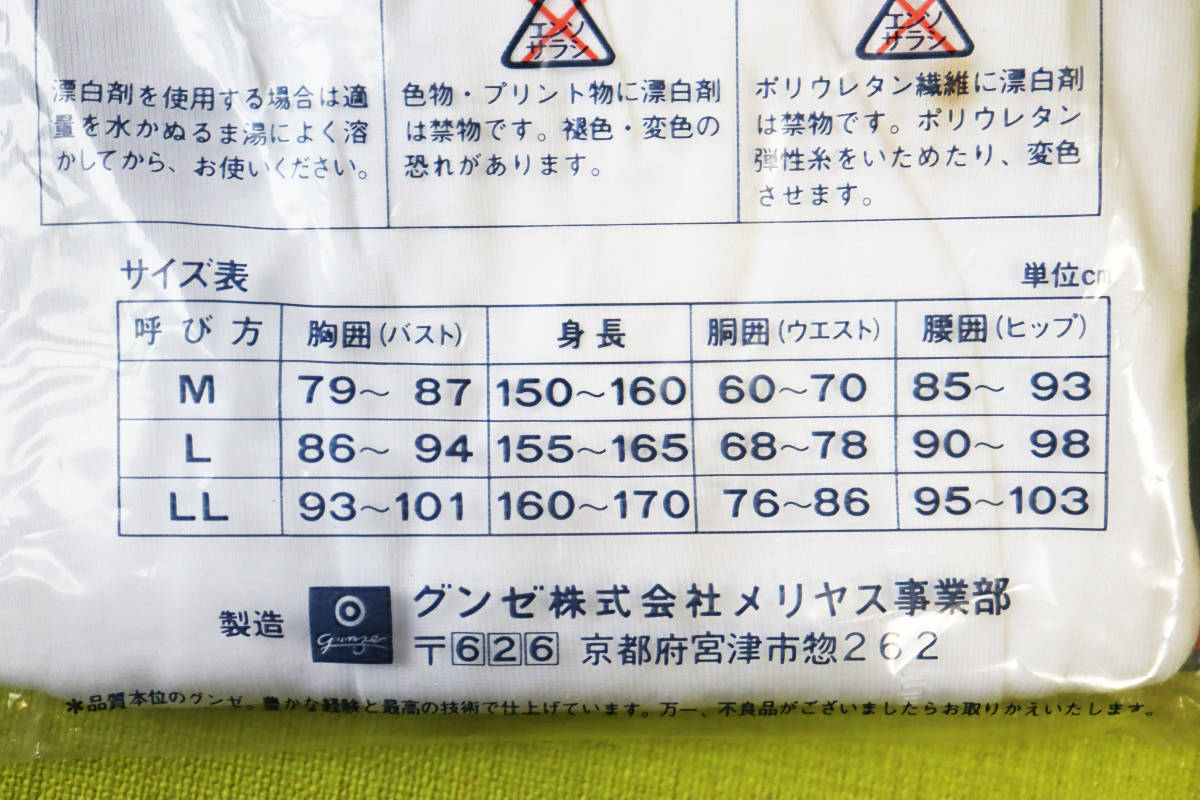 漂白剤を使用する場合は適
量を水かぬるま湯によく溶
かしてから、お使いください。
エンソ
サラシ
色物・プリント物に漂白剤
は禁物です。褪色・変色の
恐れがあります。
エンソ
サラシ
ポリウレタン繊維に漂白剤
は禁物です。ポリウレタン
弾性糸をいためたり、変色
させます。
サイズ表 単位cm
呼び方 胸囲(バスト) 身長 胴囲(ウエスト) 腰囲(ヒップ)
M 79〜87 150〜160 60〜70 85〜93
L 86〜94 155〜165 68〜78 90〜98
LL 93〜101 160〜170 76〜86 95〜103
製造 gunze グンゼ株式会社メリヤス事業部
〒626 京都府宮津市惣262
*品質本位のグンゼ。豊かな経験と最高の技術で仕上げています。万一、不良品がございましたらお取りかえいたします。